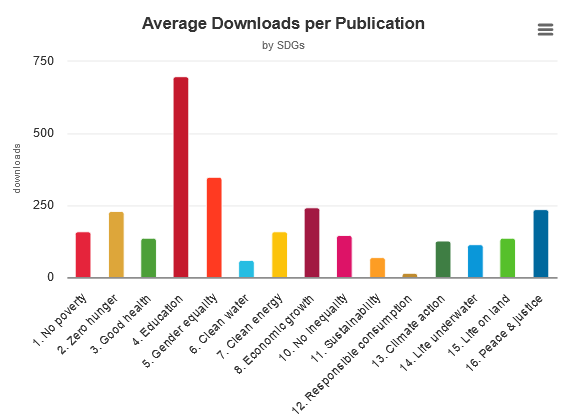 Average Downloads per Publication
by SDGs
downloads
750
500
250
0
1. No poverty
2. Zero hunger
3. Good health
4. Education
5. Gender equality
6. Clean water
7. Clean energy
8. Economic growth
10. No Inequality
11. Sustainability
12. Responsible consumption
13. Climate action
14. Life underwater
15. Life on land
16. Peace & justice